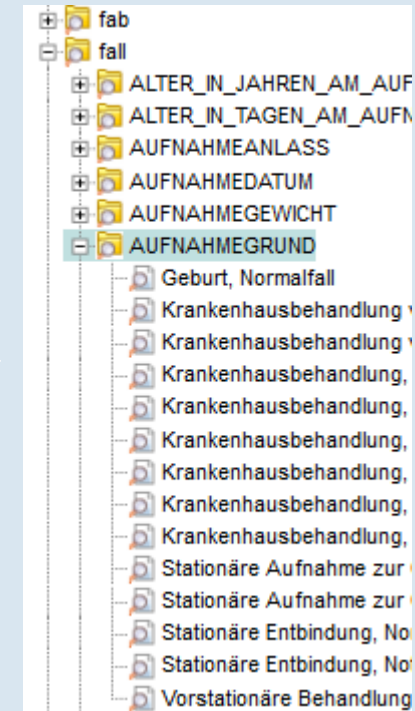 fab
fall
ALTER_IN_JAHREN_AM_AUF
ALTER_IN_TAGEN_AM_AUFN
AUFNAHMEANLASS
AUFNAHMEDATUM
AUFNAHMEGEWICHT
AUFNAHMEGRUND
Geburt, Normalfall
Krankenhausbehandlung
Krankenhausbehandlung
Krankenhausbehandlung,
Krankenhausbehandlung,
Krankenhausbehandlung,
Krankenhausbehandlung,
Krankenhausbehandlung,
Krankenhausbehandlung,
Stationäre Aufnahme zur
Stationäre Aufnahme zur
Stationäre Entbindung, No
Stationäre Entbindung, Not
Vorstationäre Behandlung